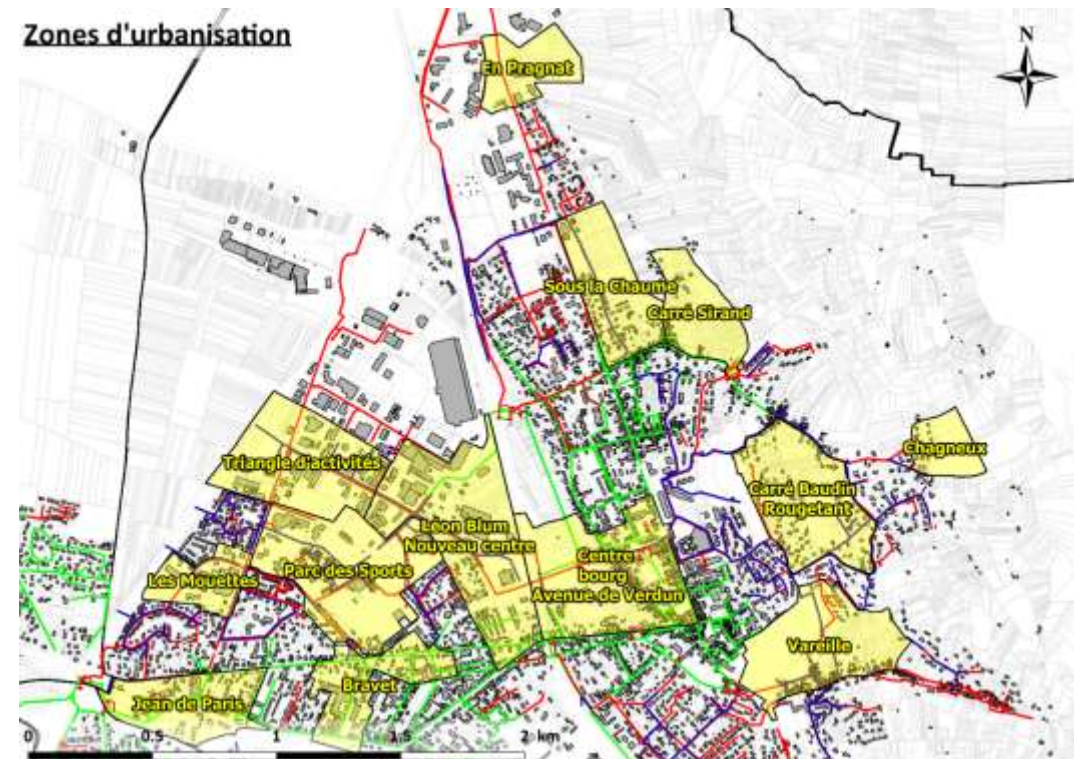 Zones d'urbanisation
N
En Pragnat
Sous la Chaume
Carré Sirand
Triangle d'activités
Chagneux
Carré Baudin
Rougetant
Léon Blum
Nouveau centre
Centre
bourg
Avenue de Verdun
Parc des Sports
Les Mouettes
Vareille
Bravet
Jean de Paris
0 0.5 1 1.5 2 km